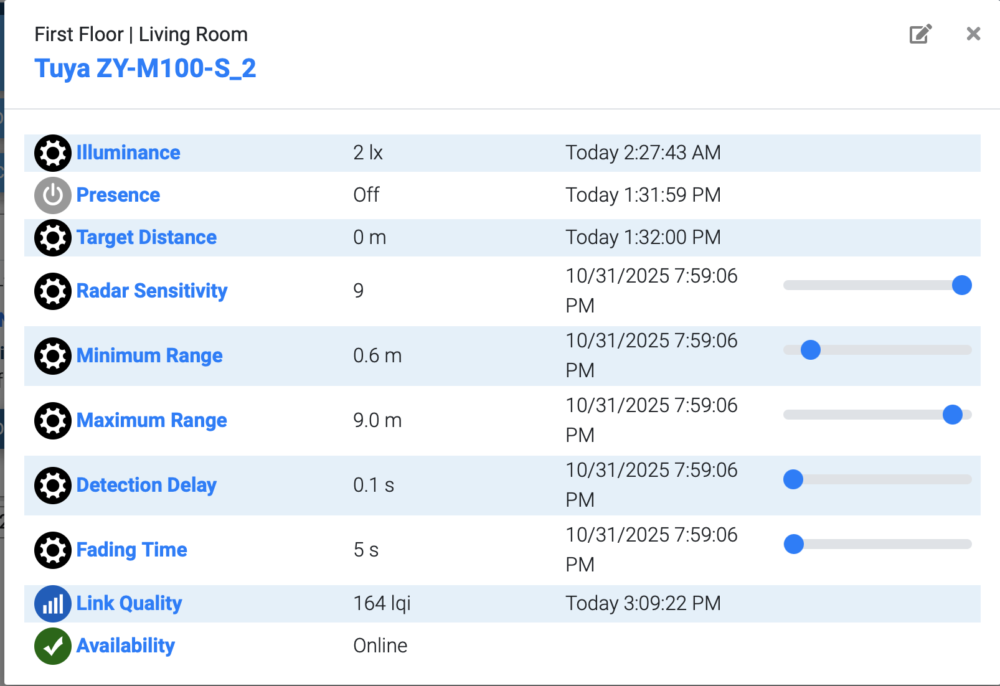 First Floor | Living Room
Tuya ZY-M100-S_2
Illuminance 2 lx Today 2:27:43 AM
Presence Off Today 1:31:59 PM
Target Distance 0 m Today 1:32:00 PM
Radar Sensitivity 9 10/31/2025 7:59:06
PM
Minimum Range 0.6 m 10/31/2025 7:59:06
PM
Maximum Range 9.0 m 10/31/2025 7:59:06
PM
Detection Delay 0.1 s 10/31/2025 7:59:06
PM
Fading Time 5 s 10/31/2025 7:59:06
PM
Link Quality 164 lqi Today 3:09:22 PM
Availability Online